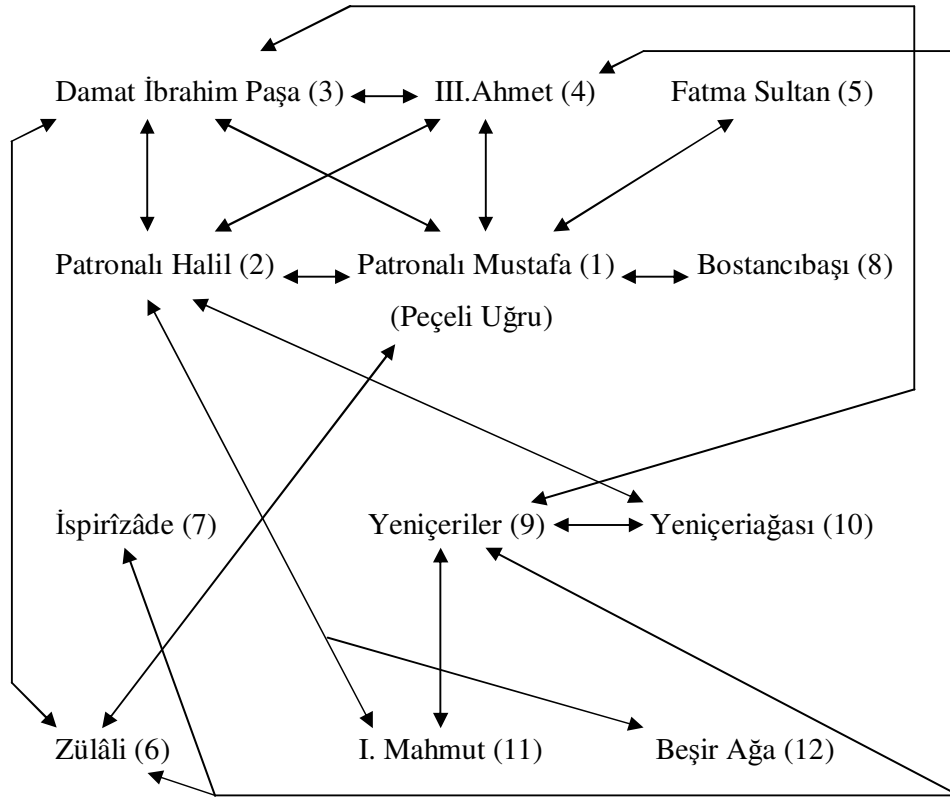 Damat İbrahim Paşa (3) III.Ahmet (4) Fatma Sultan (5)
Patronalı Halil (2) Patronalı Mustafa (1) Bostancıbaşı (8)
(Peçeli Uğru)
İspirîzâde (7) Yeniçeriler (9) Yeniçeriağası (10)
Zülâli (6) I. Mahmut (11) Beşir Ağa (12)